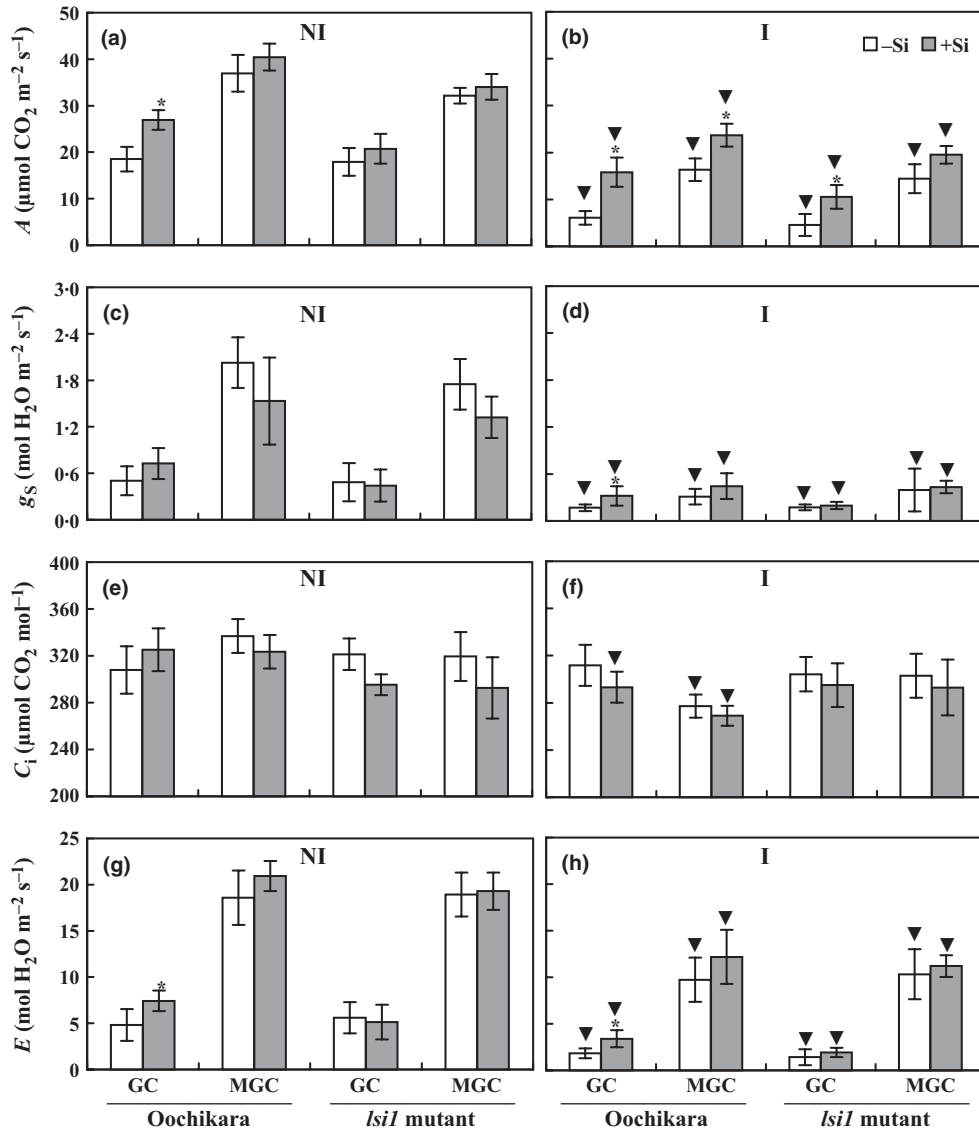 (a) NI
(b) I
–Si +Si
A (µmol CO₂ m⁻² s⁻¹)
50
40
30
20
10
0
*
* * *
(c) NI
(d) I
gS (mol H₂O m⁻² s⁻¹)
3·0
2·4
1·8
1·2
0·6
0·0
*
(e) NI
(f) I
Ci (µmol CO₂ mol⁻¹)
400
360
320
280
240
200
(g) NI
(h) I
E (mol H₂O m⁻² s⁻¹)
25
20
15
10
5
0
*
*
GC MGC GC MGC GC MGC GC MGC
Oochikara lsi1 mutant Oochikara lsi1 mutant